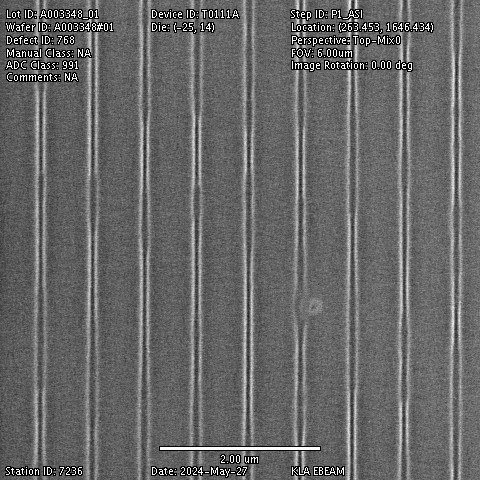 Lot ID: A003348_01
Wafer ID: A003348#01
Defect ID: 768
Manual Class: NA
ADC Class: 991
Comments: NA
Device ID: T0111A
Die: (-25, 14)
Step ID: P1_ASI
Location: (263.453, 1646.434)
Perspective: Top-Mix0
FOV: 6.00um
Image Rotation: 0.00 deg
2.00 um
Station ID: 7236
Date: 2024-May-27
KLA EBEAM